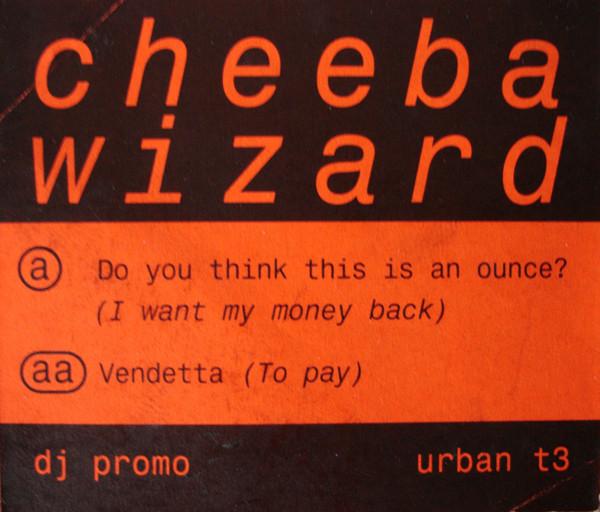 cheeba
wizard
a Do you think this is an ounce?
(I want my money back)
aa Vendetta (To pay)
dj promo urban t3